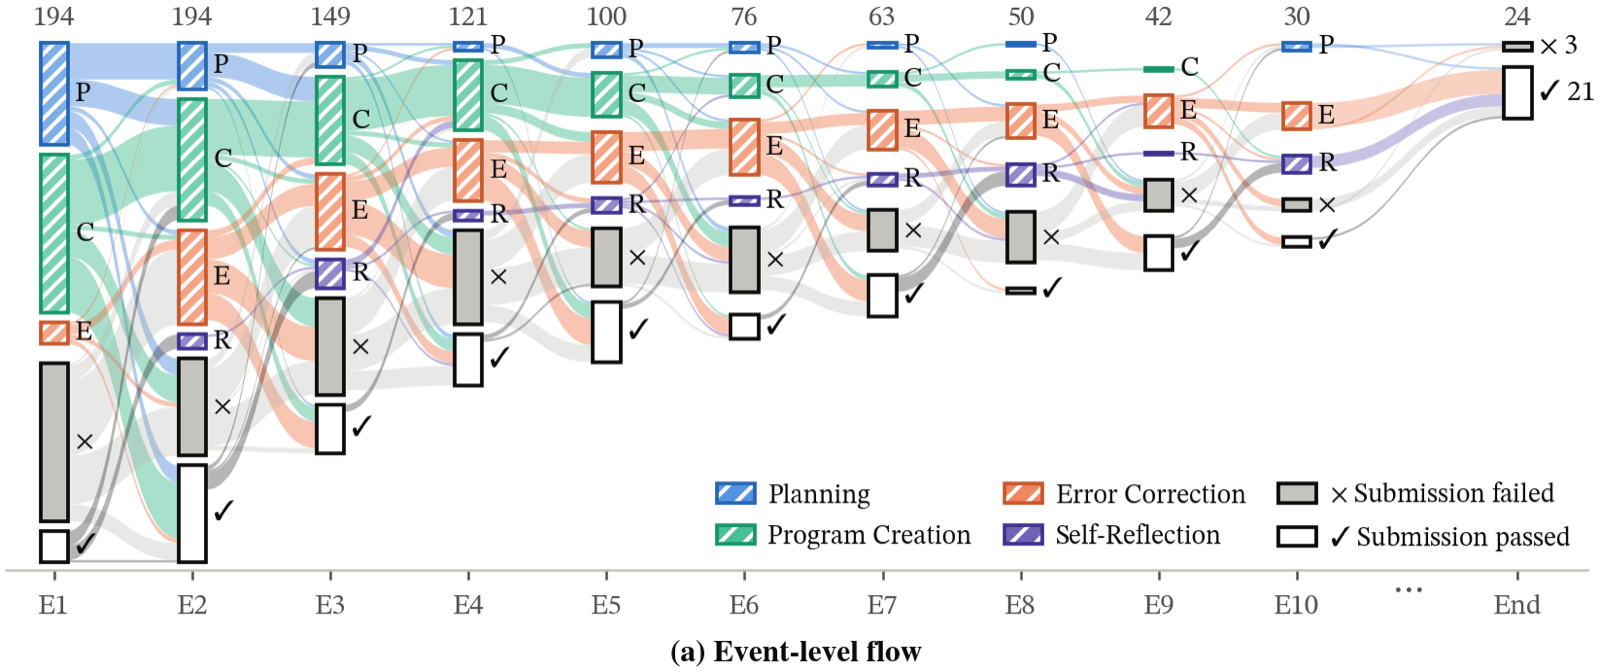 194 194 149 121 100 76 63 50 42 30 24
P P P P P P P P P × 3
C C C C C C C C C ✓ 21
E E E E E E E E E E
R R R R R R R R R
× × × × × × × × × ×
✓ ✓ ✓ ✓ ✓ ✓ ✓ ✓ ✓ ✓
Planning Error Correction × Submission failed
Program Creation Self-Reflection ✓ Submission passed
E1 E2 E3 E4 E5 E6 E7 E8 E9 E10 ... End
(a) Event-level flow